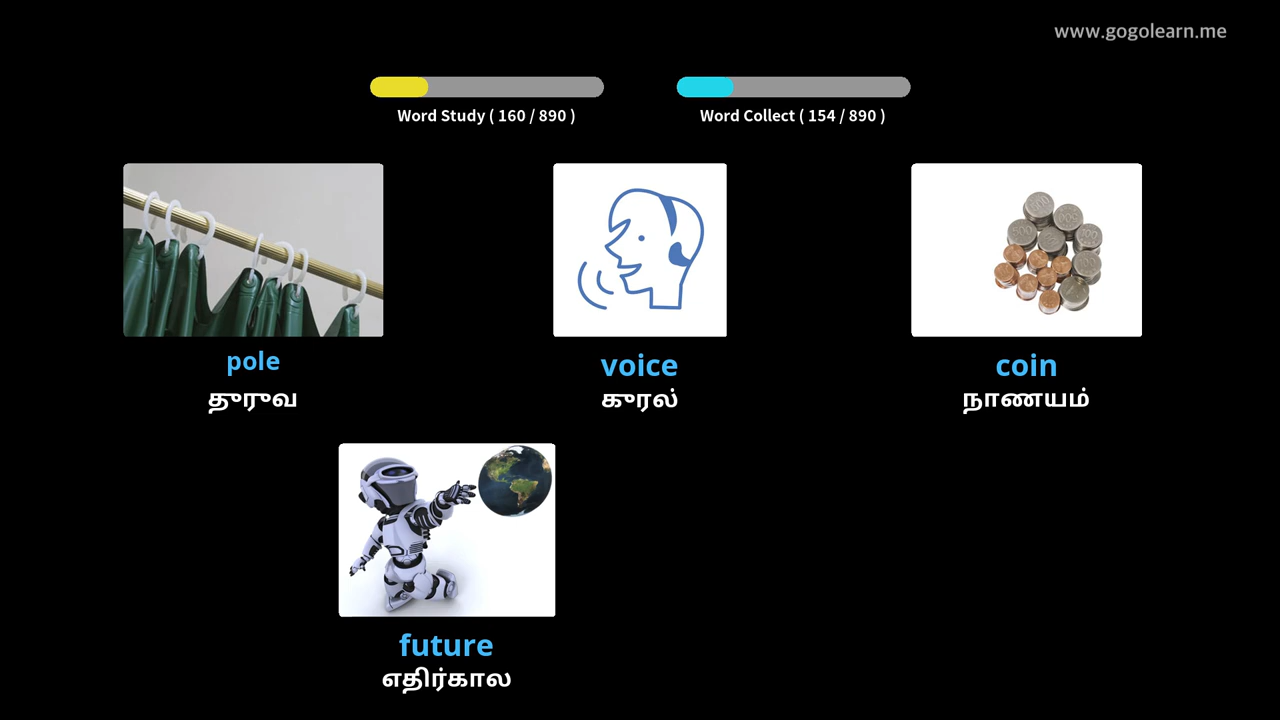 www.gogolearn.me
Word Study ( 160 / 890 )
Word Collect ( 154 / 890 )
pole
துருவ
voice
குரல்
coin
நாணயம்
future
எதிர்கால